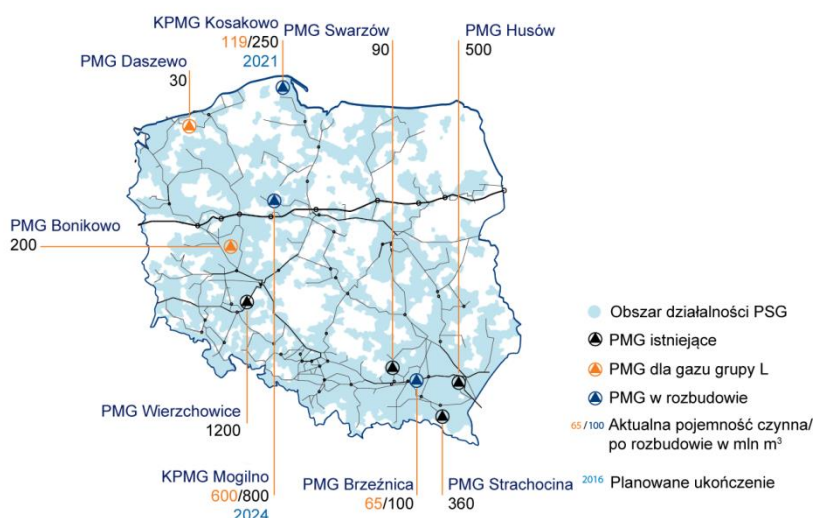 KPMG Kosakowo
119/250
2021
PMG Swarzów
90
PMG Husów
500
PMG Daszewo
30
PMG Bonikowo
200
PMG Wierzchowice
1200
KPMG Mogilno
600/800
2024
PMG Brzeźnica
65/100
PMG Strachocina
360
Obszar działalności PSG
PMG istniejące
PMG dla gazu grupy L
PMG w rozbudowie
65/100 Aktualna pojemność czynna/
po rozbudowie w mln m³
2016 Planowane ukończenie